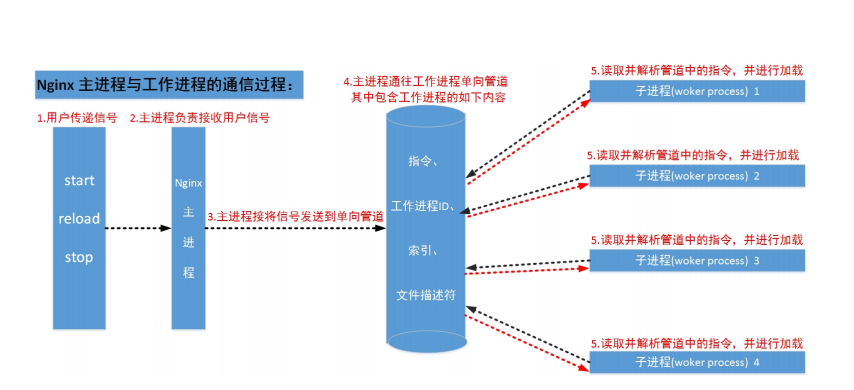 Nginx 主进程与工作进程的通信过程：
1.用户传递信号
2.主进程负责接收用户信号
start
reload
stop
Nginx
主
进
程
3.主进程接将信号发送到单向管道
4.主进程通往工作进程单向管道
其中包含工作进程的如下内容
指令、
工作进程ID、
索引、
文件描述符
5.读取并解析管道中的指令，并进行加载
子进程(woker process) 1
5.读取并解析管道中的指令，并进行加载
子进程(woker process) 2
5.读取并解析管道中的指令，并进行加载
子进程(woker process) 3
5.读取并解析管道中的指令，并进行加载
子进程(woker process) 4